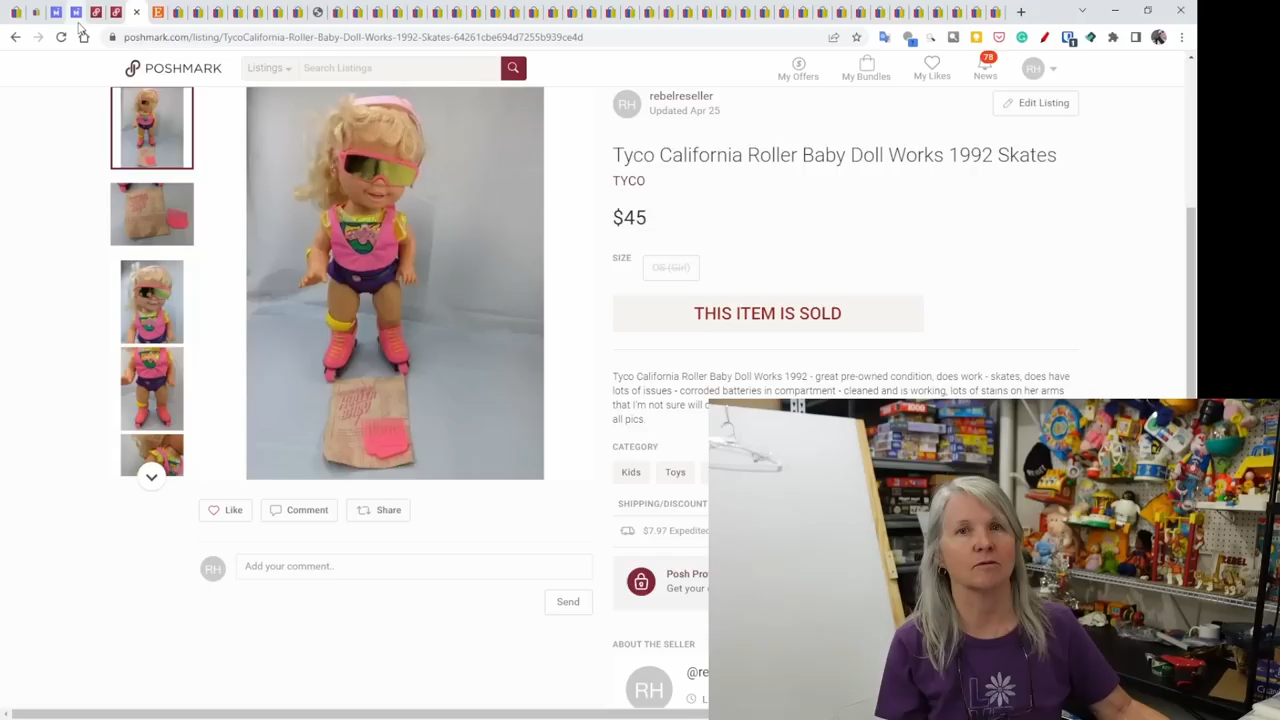 poshmark.com/listing/TycoCalifornia-Roller-Baby-Doll-Works-1992-Skates-64261cbe694d7255b939ce4d
POSHMARK
Listings
Search Listings
My Offers
My Bundles
My Likes
78
News
RH
RH
rebelreseller
Updated Apr 25
Edit Listing
Tyco California Roller Baby Doll Works 1992 Skates
TYCO
$45
SIZE
OS (Girl)
THIS ITEM IS SOLD
Tyco California Roller Baby Doll Works 1992 - great pre-owned condition, does work - skates, does have
lots of issues - corroded batteries in compartment - cleaned and is working, lots of stains on her arms
that I'm not sure will c
all pics.
CATEGORY
Kids
Toys
SHIPPING/DISCOUNT
$7.97 Expedited
Posh Pro
Get your
Like
Comment
Share
RH
Add your comment..
Send
ABOUT THE SELLER
RH
@re